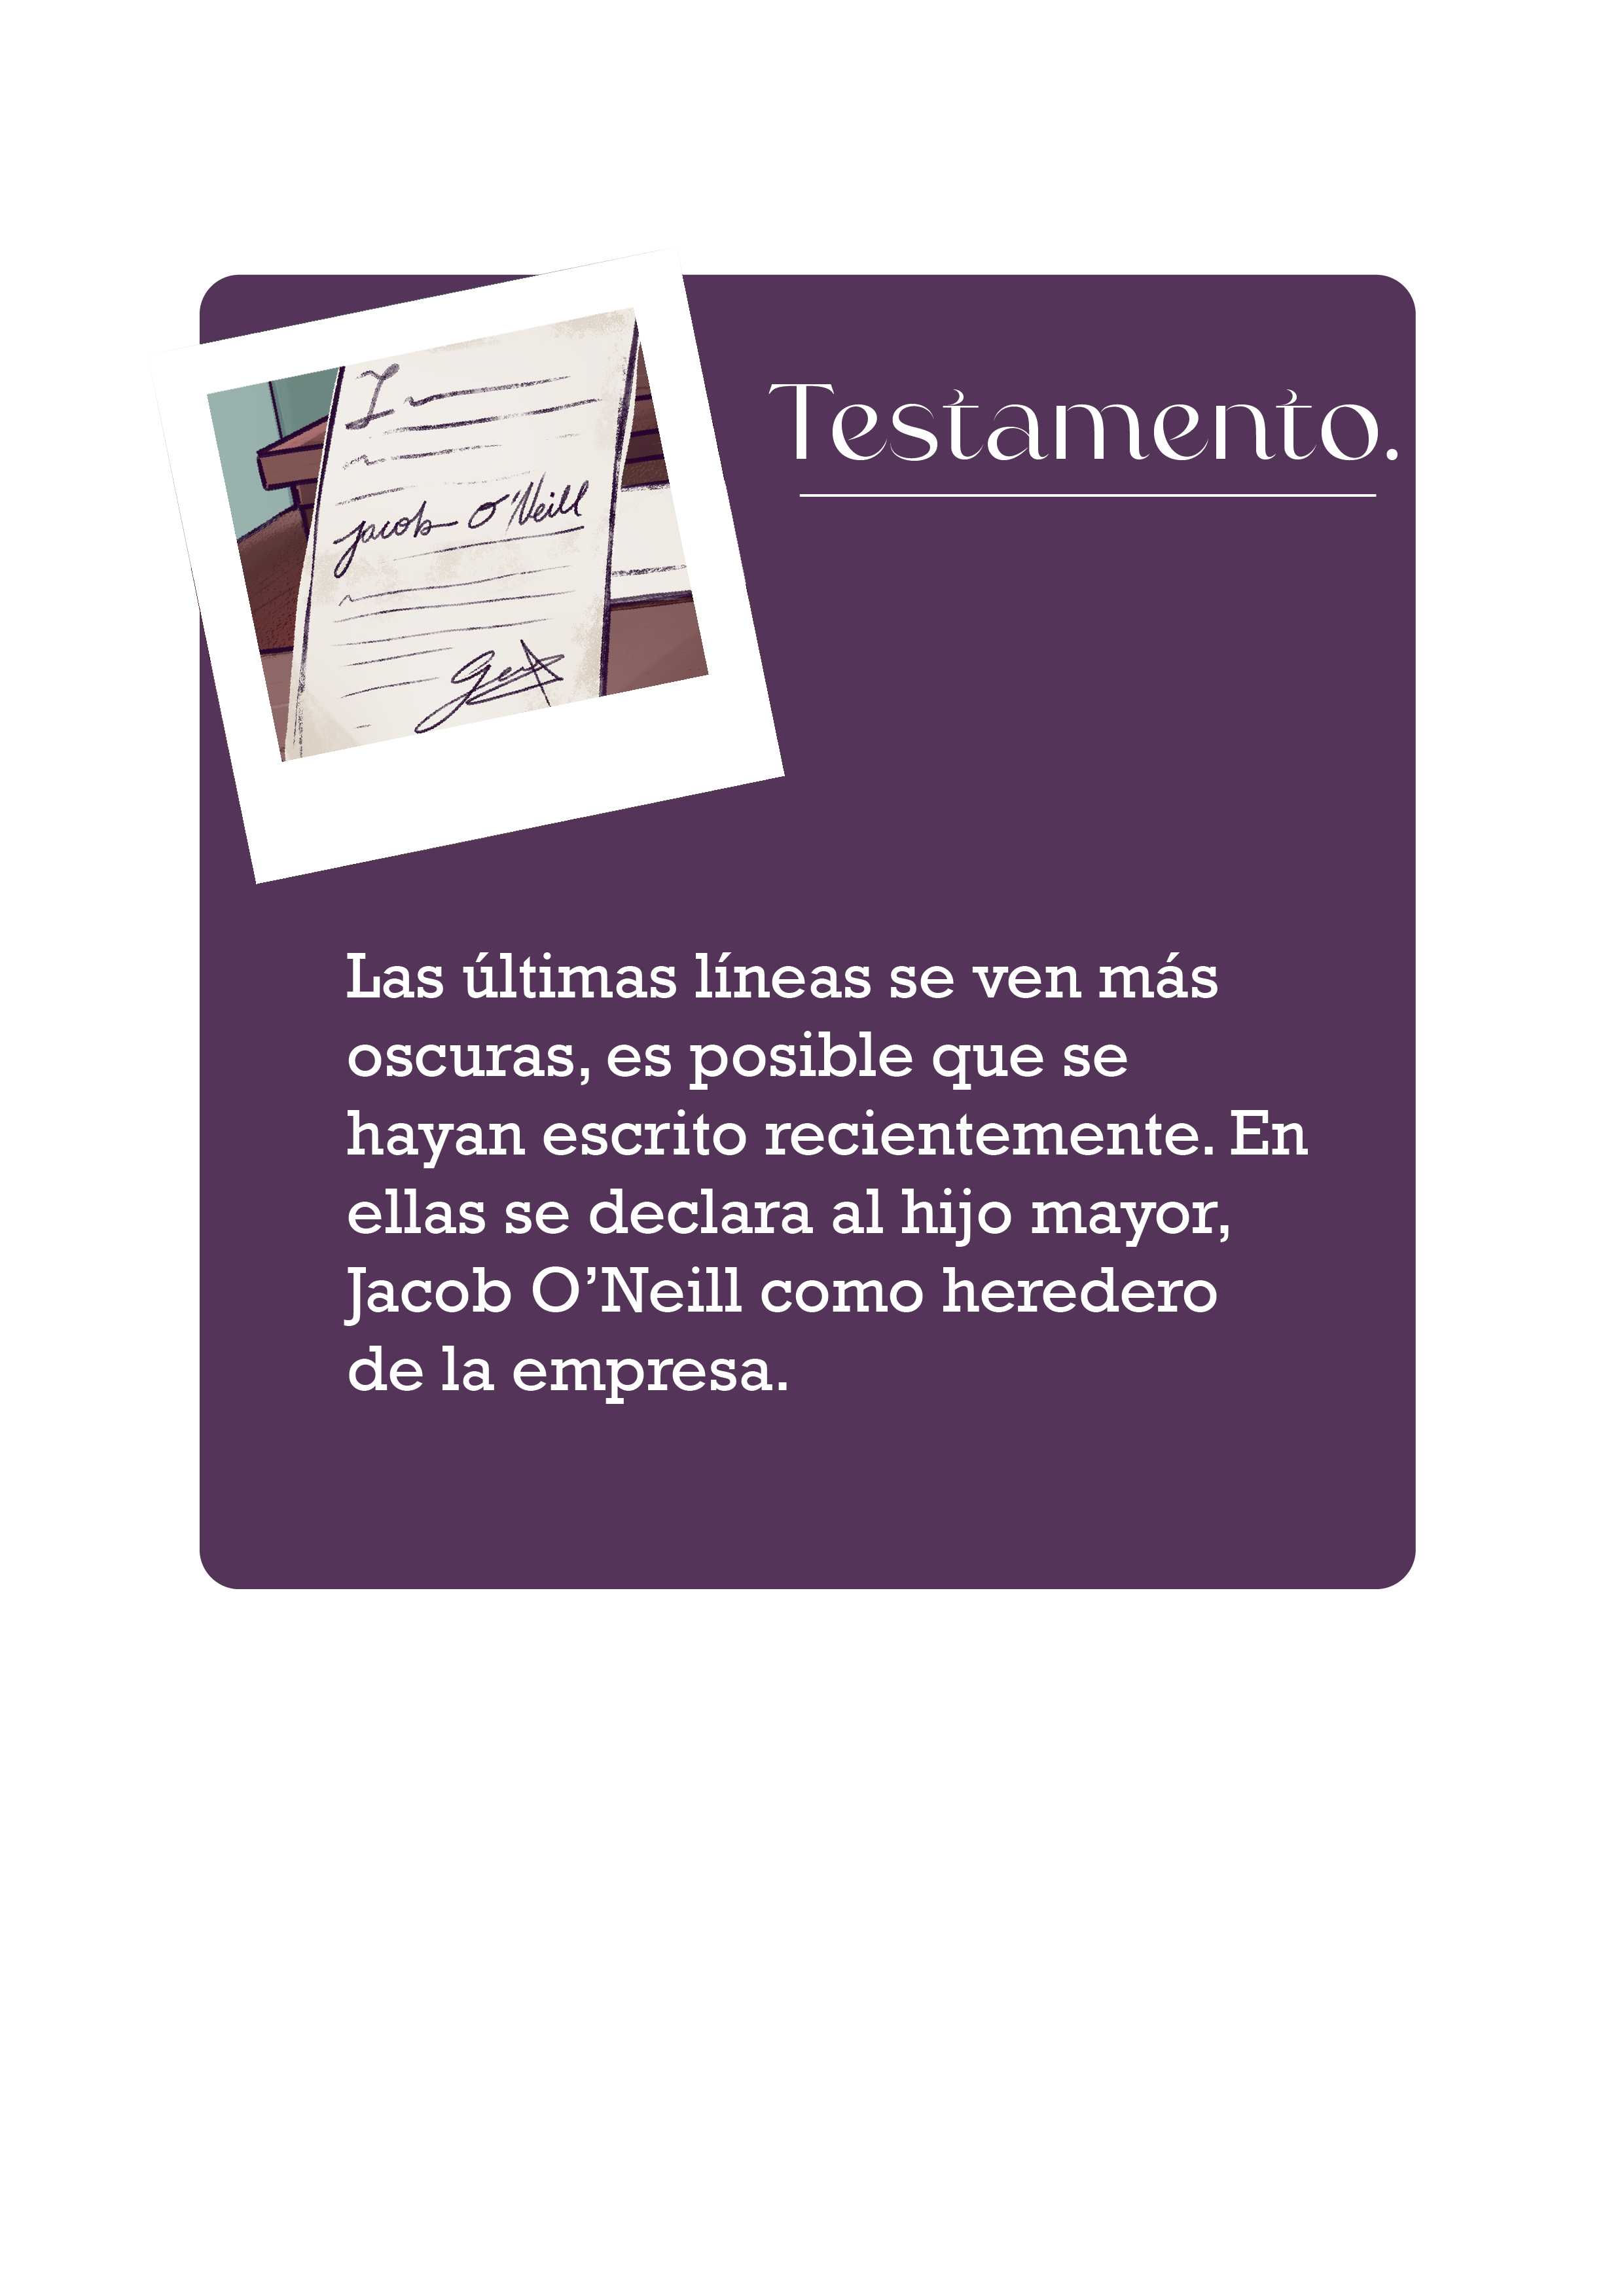 Testamento.
I
Jacob O'Neill
Las últimas líneas se ven más
oscuras, es posible que se
hayan escrito recientemente. En
ellas se declara al hijo mayor,
Jacob O’Neill como heredero
de la empresa.